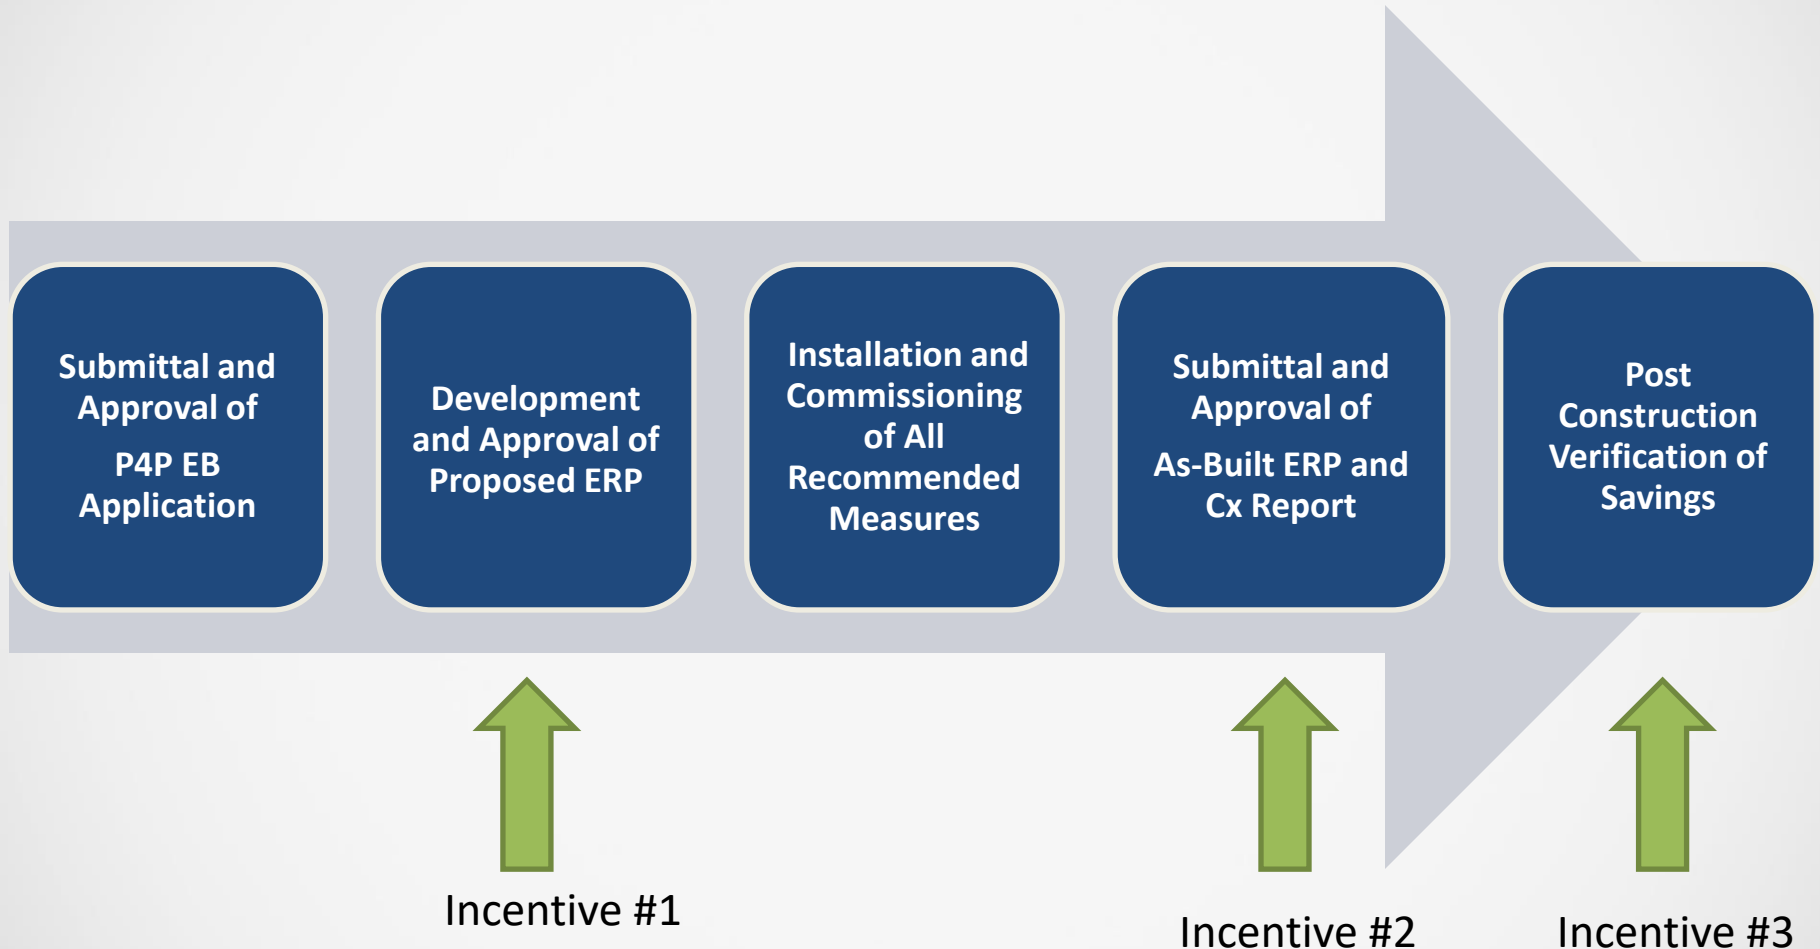 Submittal and
Approval of
P4P EB
Application
Development
and Approval of
Proposed ERP
Installation and
Commissioning
of All
Recommended
Measures
Submittal and
Approval of
As-Built ERP and
Cx Report
Post
Construction
Verification of
Savings
Incentive #1
Incentive #2
Incentive #3